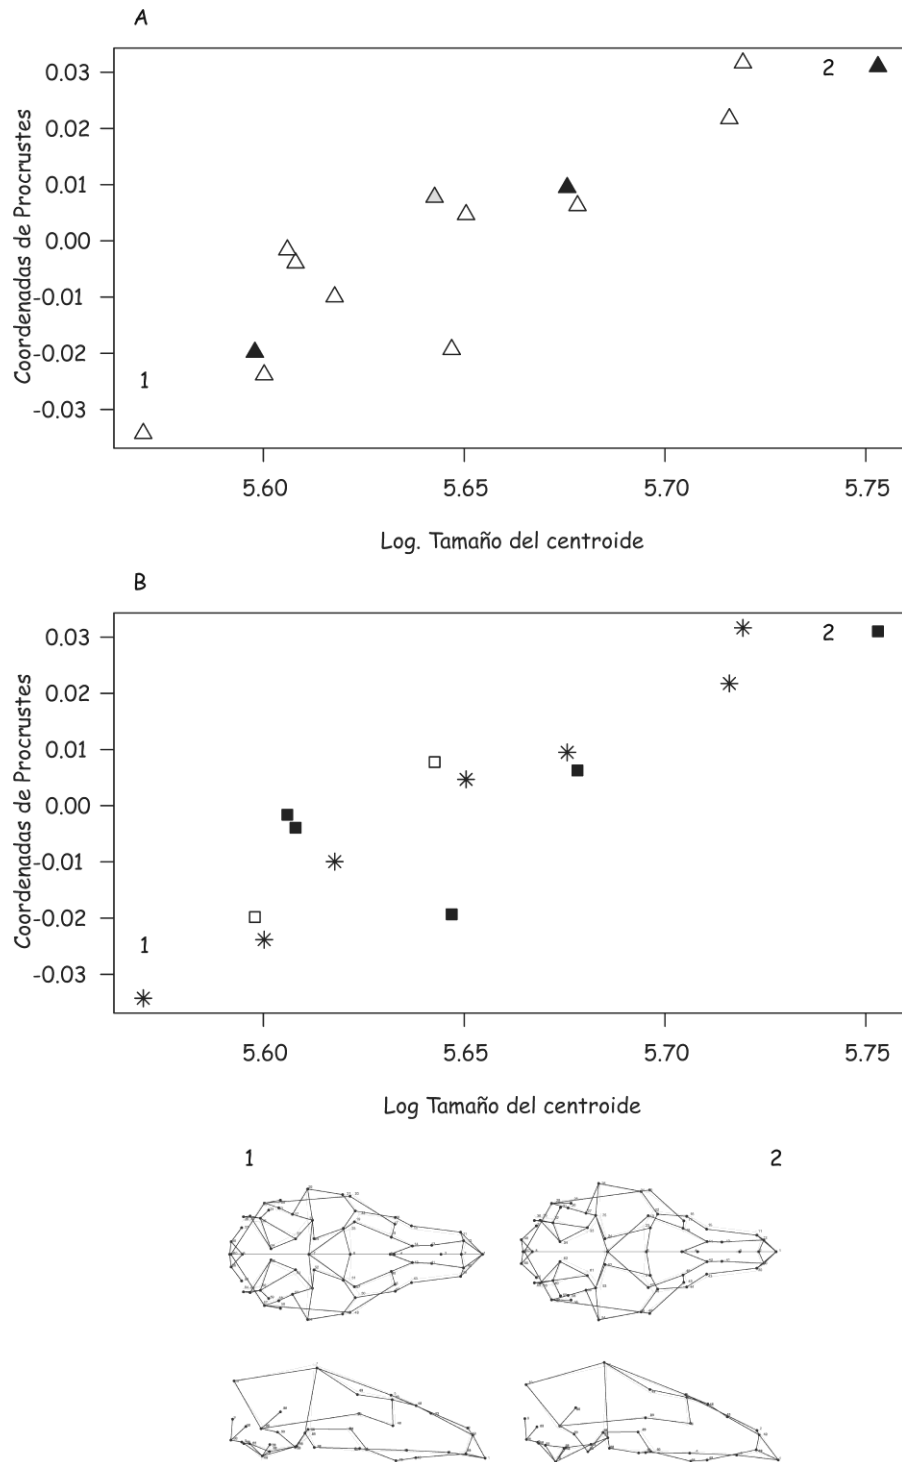 A
Coordenadas de Procrustes
0.03
0.02
0.01
0.00
-0.01
-0.02
-0.03
1
2
5.60 5.65 5.70 5.75
Log. Tamaño del centroide
B
Coordenadas de Procrustes
0.03
0.02
0.01
0.00
-0.01
-0.02
-0.03
1
2
5.60 5.65 5.70 5.75
Log Tamaño del centroide
1 2